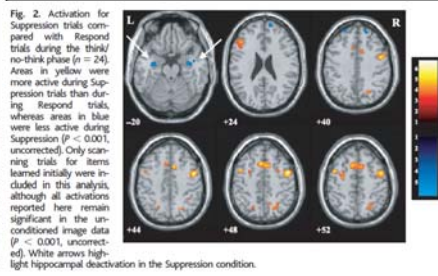 Fig. 2. Activation for
Suppression trials com-
pared with Respond
trials during the think/
no-think phase (n = 24).
Areas in yellow were
more active during Sup-
pression trials than dur-
ing Respond trials,
whereas areas in blue
were less active during
Suppression (P < 0.001,
uncorrected). Only scan-
ning trials for items
learned initially were in-
cluded in this analysis,
although all activations
reported here remain
significant in the un-
conditioned image data
(P < 0.001, uncorrect-
ed). White arrows high-
light hippocampal deactivation in the Suppression condition.
L
R
-20
+24
+40
+44
+48
+52